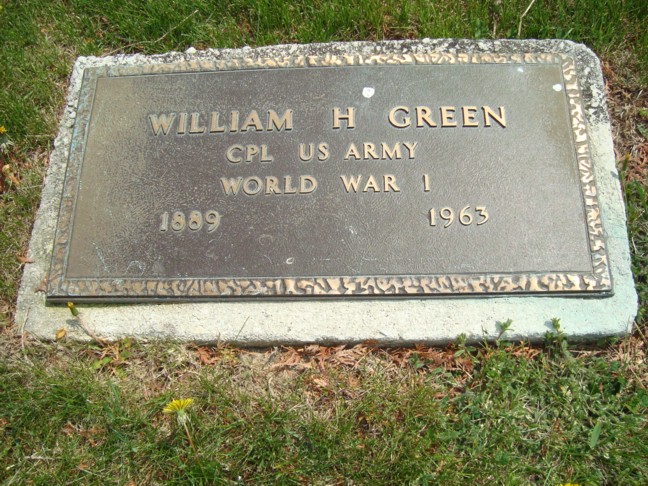 WILLIAM H GREEN
CPL US ARMY
WORLD WAR I
1889 1963